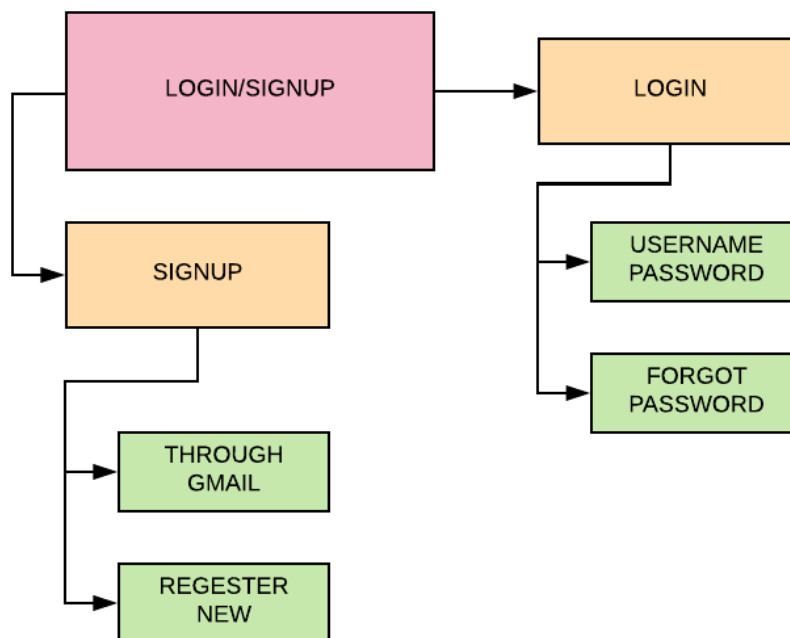 LOGIN/SIGNUP
LOGIN
SIGNUP
USERNAME
PASSWORD
FORGOT
PASSWORD
THROUGH
GMAIL
REGESTER
NEW